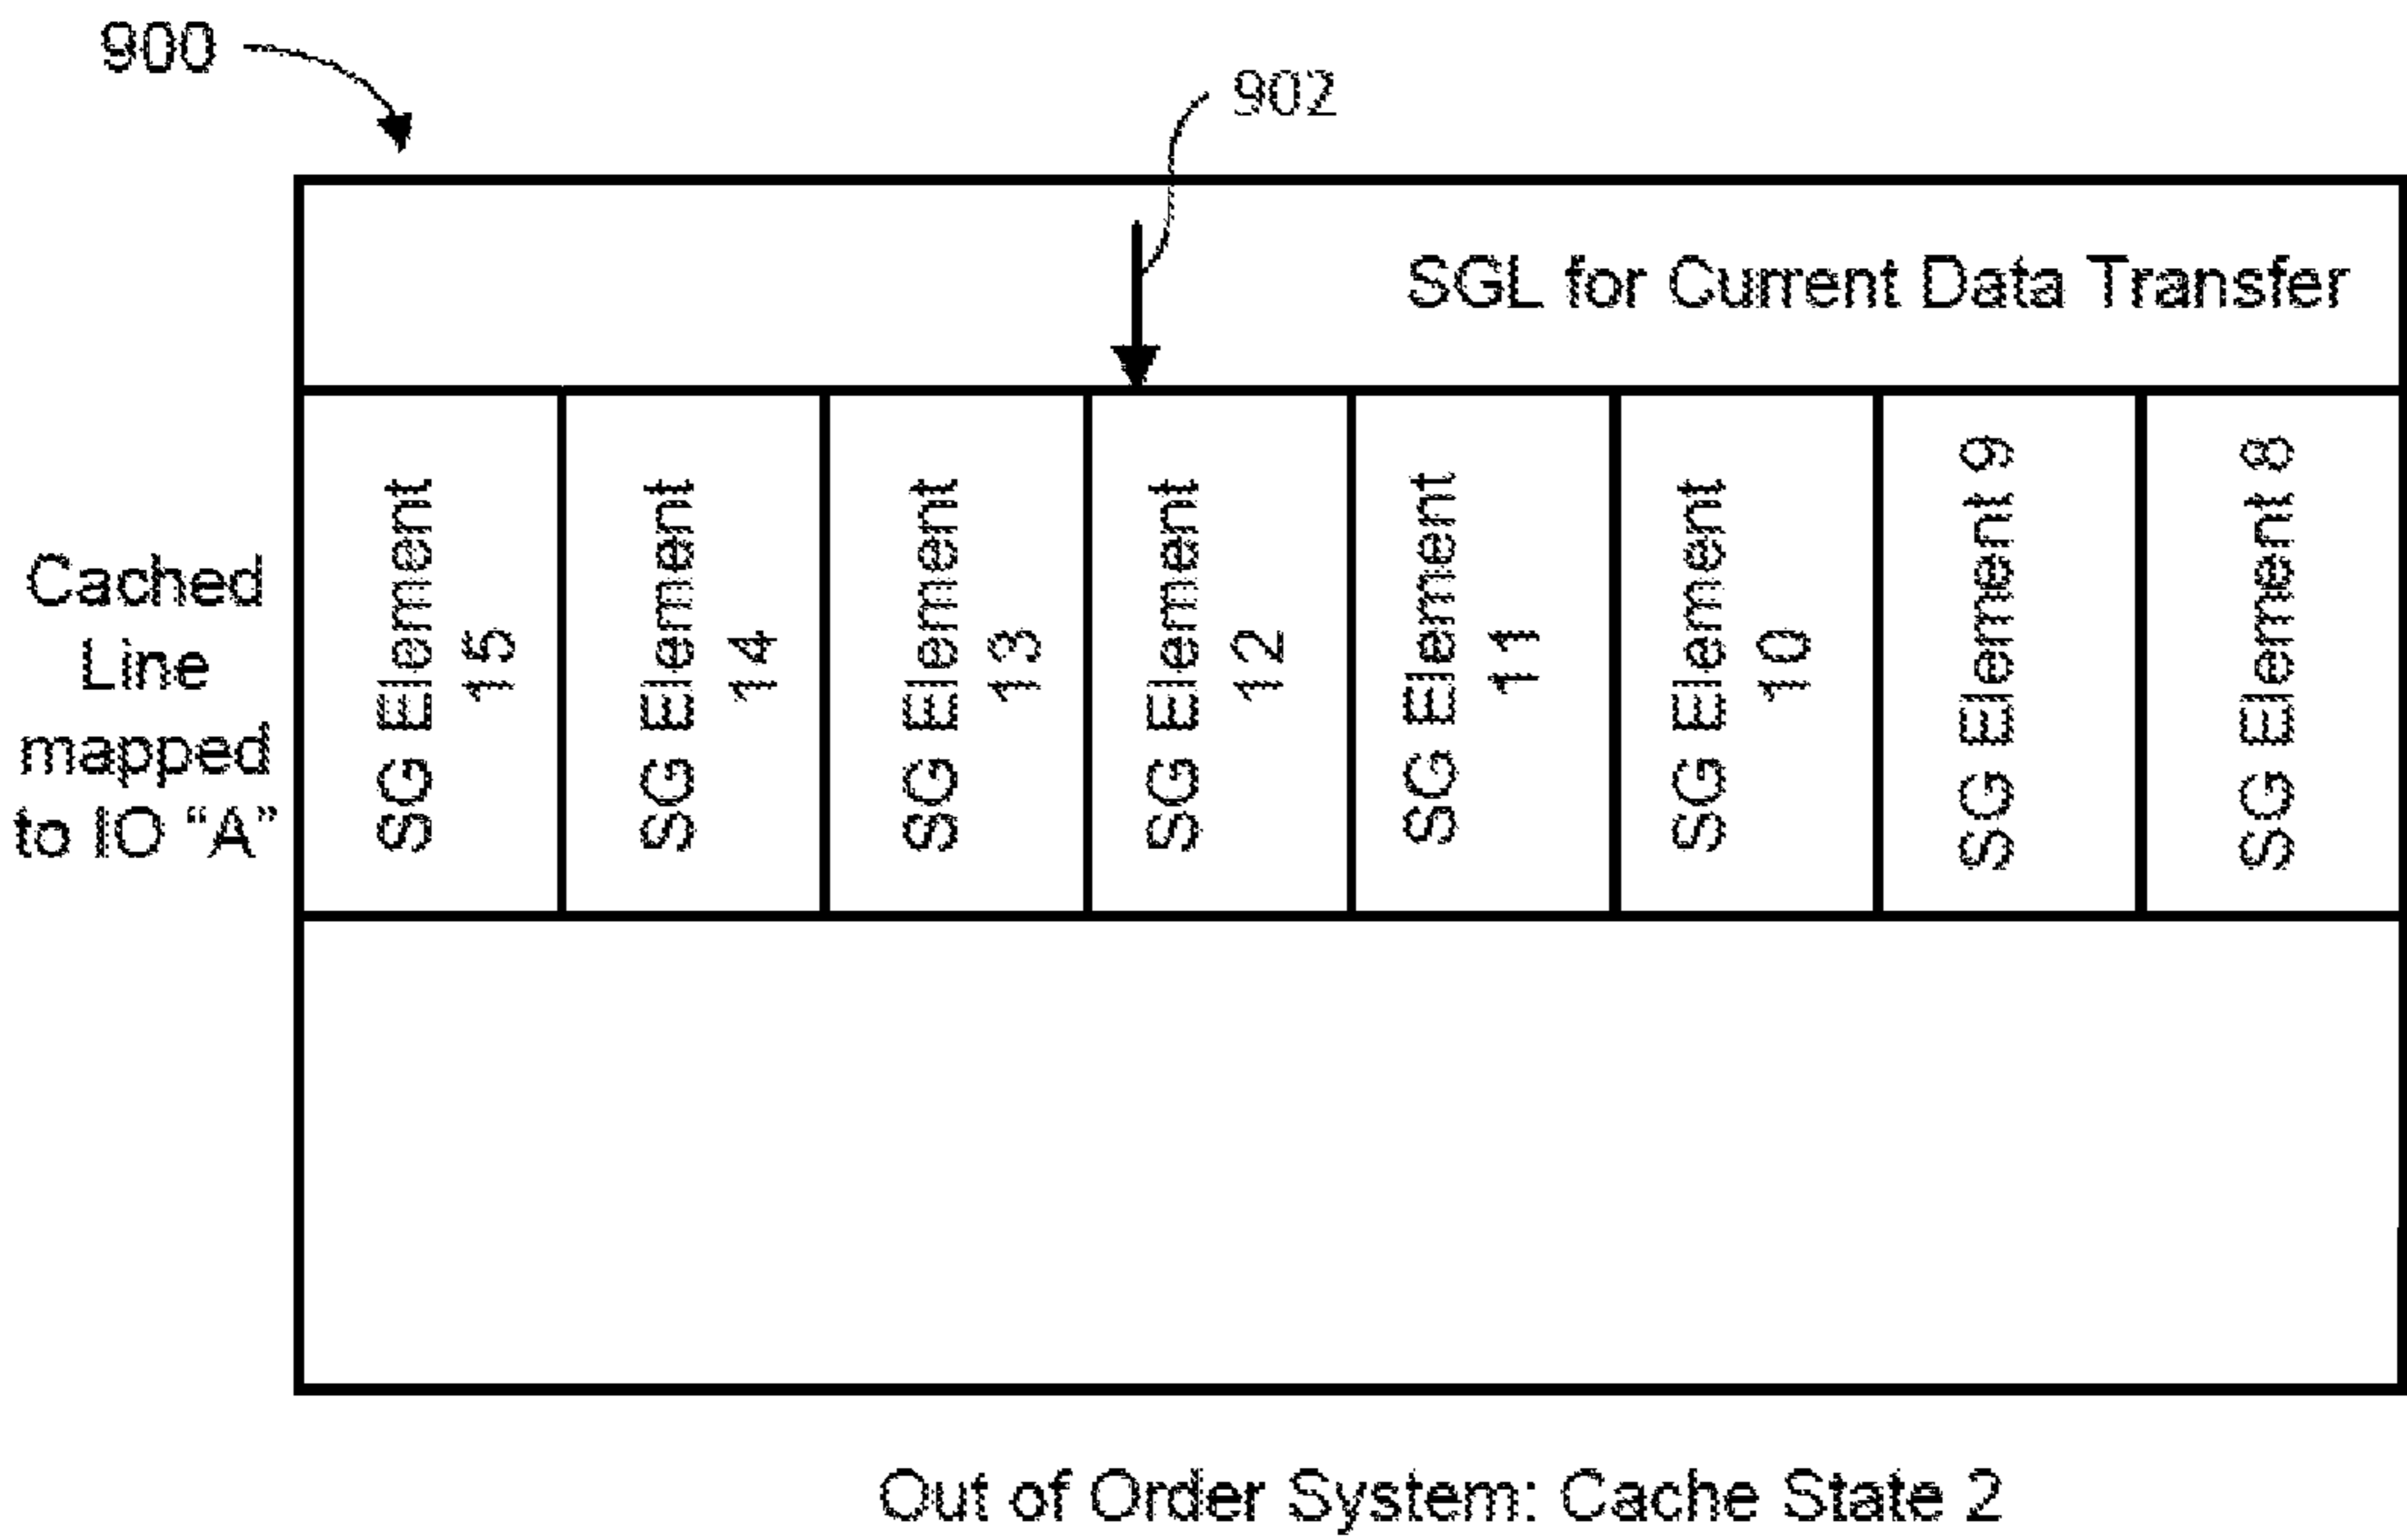 900
902
SGL for Current Data Transfer
Cached
Line
mapped
to IO “A”
SG Element
15
SG Element
14
SG Element
13
SG Element
12
SG Element
11
SG Element
10
SG Element 9
SG Element 8
Out of Order System: Cache State 2